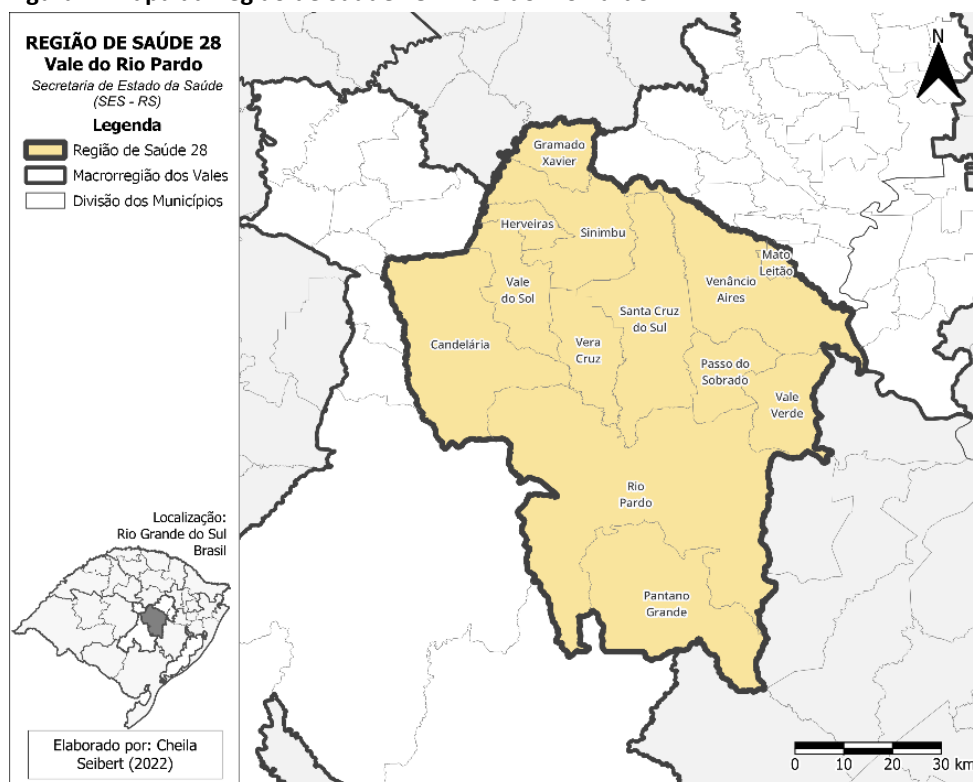 REGIÃO DE SAÚDE 28
Vale do Rio Pardo
Secretaria de Estado da Saúde
(SES - RS)
Legenda
Região de Saúde 28
Macrorregião dos Vales
Divisão dos Municípios
N
Gramado
Xavier
Herveiras
Sinimbu
Mato
Leitão
Vale
do Sol
Venâncio
Aires
Santa Cruz
do Sul
Candelária
Vera
Cruz
Passo do
Sobrado
Vale
Verde
Rio
Pardo
Pantano
Grande
Localização:
Rio Grande do Sul
Brasil
Elaborado por: Cheila
Seibert (2022)
0 10 20 30 km